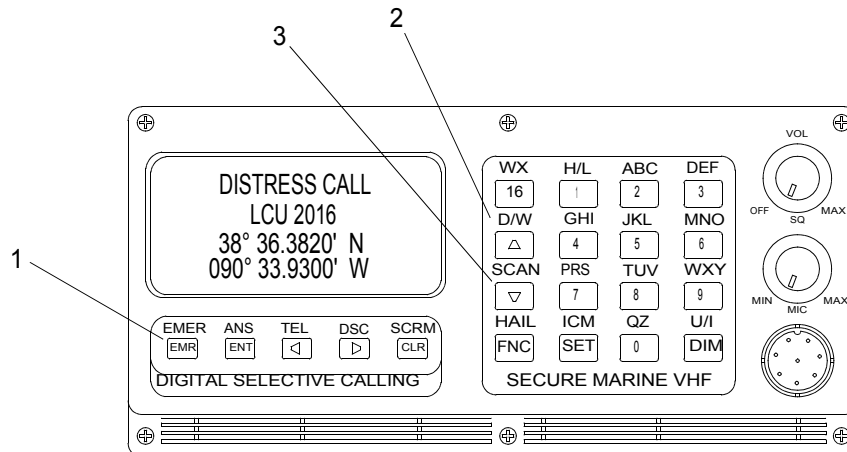 3
2
1
DISTRESS CALL
LCU 2016
38° 36.3820' N
090° 33.9300' W
EMER ANS TEL DSC SCRM
EMR ENT CLR
DIGITAL SELECTIVE CALLING
WX H/L ABC DEF
16 1 2 3
D/W GHI JKL MNO
4 5 6
SCAN PRS TUV WXY
7 8 9
HAIL ICM QZ U/I
FNC SET 0 DIM
SECURE MARINE VHF
VOL
OFF SQ MAX
MIN MIC MAX